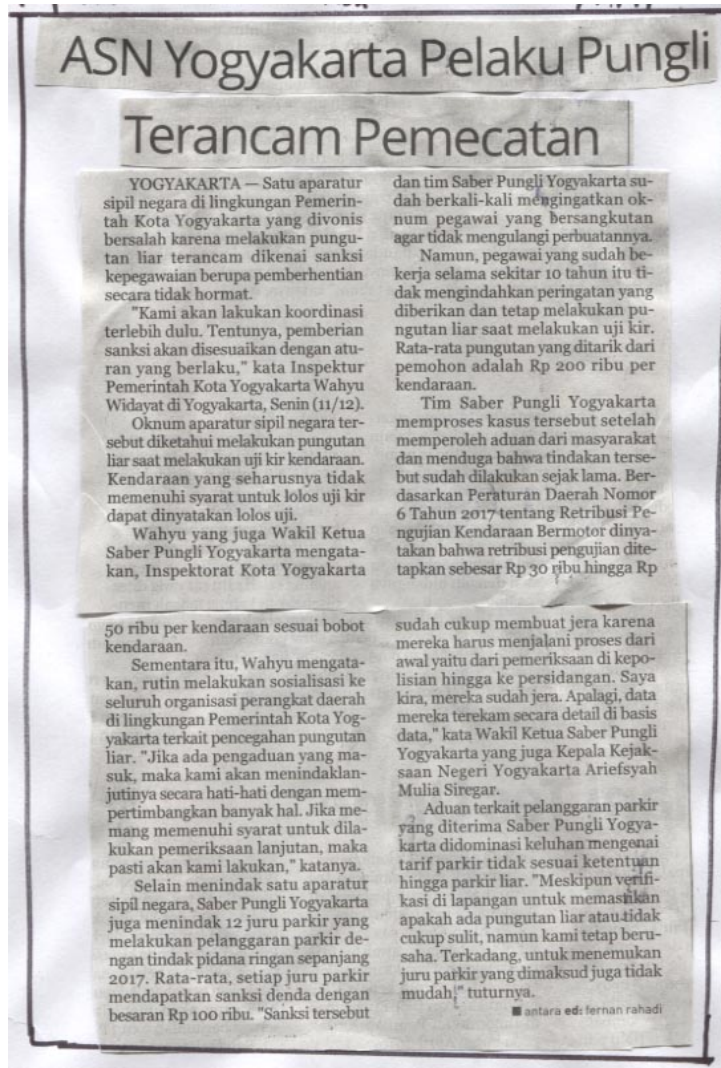 ASN Yogyakarta Pelaku Pungli
Terancam Pemecatan
YOGYAKARTA — Satu aparatur
sipil negara di lingkungan Pemerin-
tah Kota Yogyakarta yang divonis
bersalah karena melakukan pungu-
tan liar terancam dikenai sanksi
kepegawaian berupa pemberhentian
secara tidak hormat.
"Kami akan lakukan koordinasi
terlebih dulu. Tentunya, pemberian
sanksi akan disesuaikan dengan atu-
ran yang berlaku," kata Inspektur
Pemerintah Kota Yogyakarta Wahyu
Widayat di Yogyakarta, Senin (11/12).
Oknum aparatur sipil negara ter-
sebut diketahui melakukan pungutan
liar saat melakukan uji kir kendaraan.
Kendaraan yang seharusnya tidak
memenuhi syarat untuk lolos uji kir
dapat dinyatakan lolos uji.
Wahyu yang juga Wakil Ketua
Saber Pungli Yogyakarta mengata-
kan, Inspektorat Kota Yogyakarta
dan tim Saber Pungli Yogyakarta su-
dah berkali-kali mengingatkan ok-
num pegawai yang bersangkutan
agar tidak mengulangi perbuatannya.
Namun, pegawai yang sudah be-
kerja selama sekitar 10 tahun itu ti-
dak mengindahkan peringatan yang
diberikan dan tetap melakukan pu-
ngutan liar saat melakukan uji kir.
Rata-rata pungutan yang ditarik dari
pemohon adalah Rp 200 ribu per
kendaraan.
Tim Saber Pungli Yogyakarta
memproses kasus tersebut setelah
memperoleh aduan dari masyarakat
dan menduga bahwa tindakan terse-
but sudah dilakukan sejak lama. Ber-
dasarkan Peraturan Daerah Nomor
6 Tahun 2017 tentang Retribusi Pe-
ngujian Kendaraan Bermotor dinya-
takan bahwa retribusi pengujian dite-
tapkan sebesar Rp 30 ribu hingga Rp
50 ribu per kendaraan sesuai bobot
kendaraan.
Sementara itu, Wahyu mengata-
kan, rutin melakukan sosialisasi ke
seluruh organisasi perangkat daerah
di lingkungan Pemerintah Kota Yog-
yakarta terkait pencegahan pungutan
liar. "Jika ada pengaduan yang ma-
suk, maka kami akan menindaklan-
jutinya secara hati-hati dengan mem-
pertimbangkan banyak hal. Jika me-
mang memenuhi syarat untuk dila-
kukan pemeriksaan lanjutan, maka
pasti akan kami lakukan," katanya.
Selain menindak satu aparatur
sipil negara, Saber Pungli Yogyakarta
juga menindak 12 juru parkir yang
melakukan pelanggaran parkir de-
ngan tindak pidana ringan sepanjang
2017. Rata-rata, setiap juru parkir
mendapatkan sanksi denda dengan
besaran Rp 100 ribu. "Sanksi tersebut
sudah cukup membuat jera karena
mereka harus menjalani proses dari
awal yaitu dari pemeriksaan di kepo-
lisian hingga ke persidangan. Saya
kira, mereka sudah jera. Apalagi, data
mereka terekam secara detail di basis
data," kata Wakil Ketua Saber Pungli
Yogyakarta yang juga Kepala Kejak-
saan Negeri Yogyakarta Ariefsyah
Mulia Siregar.
Aduan terkait pelanggaran parkir
yang diterima Saber Pungli Yogya-
karta didominasi keluhan mengenai
tarif parkir tidak sesuai ketentuan
hingga parkir liar. "Meskipun verifi-
kasi di lapangan untuk memastikan
apakah ada pungutan liar atau tidak
cukup sulit, namun kami tetap beru-
saha. Terkadang, untuk menemukan
juru parkir yang dimaksud juga tidak
mudah," tuturnya.
■ antara ed: fernan rahadi